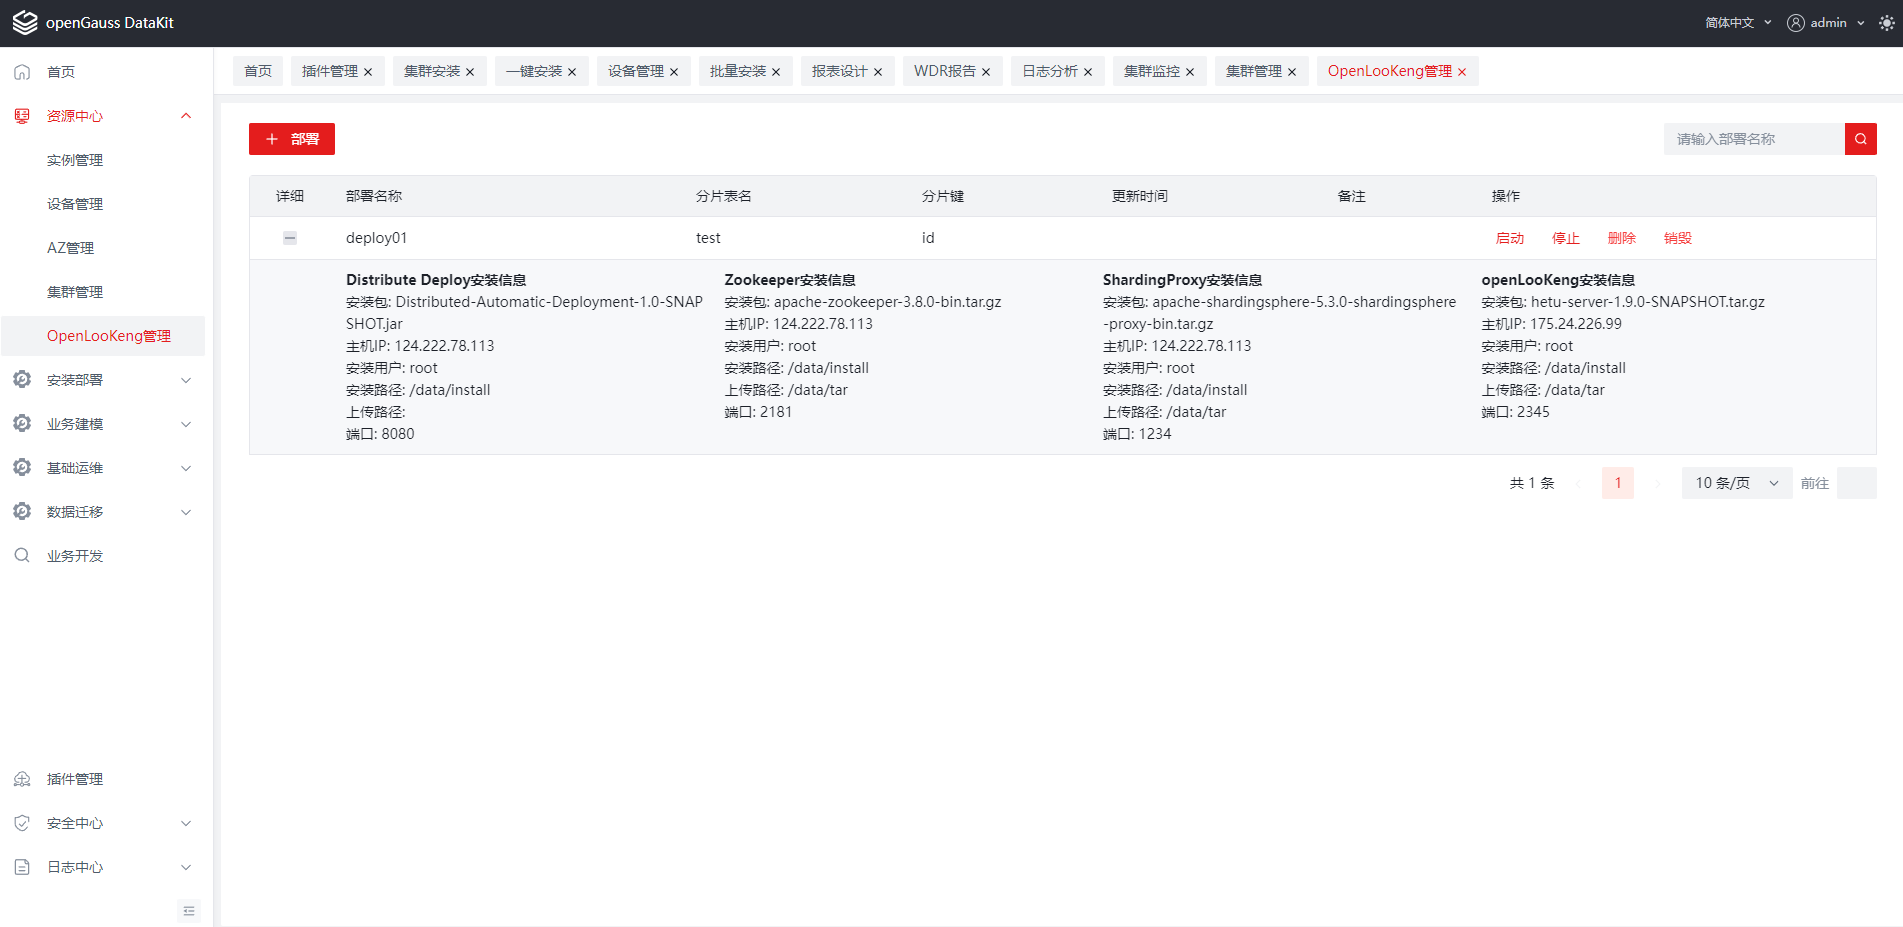 openGauss DataKit
简体中文
admin
首页
资源中心
实例管理
设备管理
AZ管理
集群管理
OpenLooKeng管理
安装部署
业务建模
基础运维
数据迁移
业务开发
插件管理
安全中心
日志中心
首页 插件管理 集群安装 一键安装 设备管理 批量安装 报表设计 WDR报告 日志分析 集群监控 集群管理 OpenLooKeng管理
部署
请输入部署名称
详细 部署名称 分片表名 分片键 更新时间 备注 操作
deploy01 test id 启动 停止 删除 销毁
Distribute Deploy安装信息
安装包: Distributed-Automatic-Deployment-1.0-SNAP
SHOT.jar
主机IP: 124.222.78.113
安装用户: root
安装路径: /data/install
上传路径:
端口: 8080
Zookeeper安装信息
安装包: apache-zookeeper-3.8.0-bin.tar.gz
主机IP: 124.222.78.113
安装用户: root
安装路径: /data/install
上传路径: /data/tar
端口: 2181
ShardingProxy安装信息
安装包: apache-shardingsphere-5.3.0-shardingsphere
-proxy-bin.tar.gz
主机IP: 124.222.78.113
安装用户: root
安装路径: /data/install
上传路径: /data/tar
端口: 1234
openLooKeng安装信息
安装包: hetu-server-1.9.0-SNAPSHOT.tar.gz
主机IP: 175.24.226.99
安装用户: root
安装路径: /data/install
上传路径: /data/tar
端口: 2345
共 1 条 1 10 条/页 前往